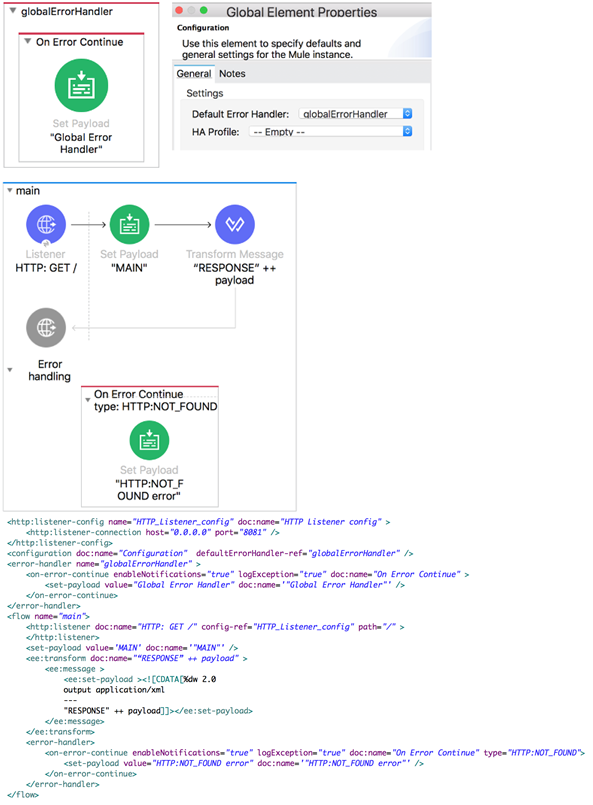 globalErrorHandler
On Error Continue
Set Payload
"Global Error
Handler"
Global Element Properties
Configuration
Use this element to specify defaults and
general settings for the Mule instance.
General Notes
Settings
Default Error Handler: globalErrorHandler
HA Profile: -- Empty --
main
Listener
HTTP: GET /
Set Payload
"MAIN"
Transform Message
“RESPONSE” ++
payload
Error
handling
On Error Continue
type: HTTP:NOT_FOUND
Set Payload
"HTTP:NOT_F
OUND error"
<http:listener-config name="HTTP_Listener_config" doc:name="HTTP Listener config" >
<http:listener-connection host="0.0.0.0" port="8081" />
</http:listener-config>
<configuration doc:name="Configuration" defaultErrorHandler-ref="globalErrorHandler" />
<error-handler name="globalErrorHandler" >
<on-error-continue enableNotifications="true" logException="true" doc:name="On Error Continue" >
<set-payload value="Global Error Handler" doc:name='"Global Error Handler"' />
</on-error-continue>
</error-handler>
<flow name="main">
<http:listener doc:name="HTTP: GET /" config-ref="HTTP_Listener_config" path="/" >
</http:listener>
<set-payload value='MAIN' doc:name='"MAIN"' />
<ee:transform doc:name="“RESPONSE” ++ payload" >
<ee:message >
<ee:set-payload ><![CDATA[%dw 2.0
output application/xml
---
"RESPONSE" ++ payload]]></ee:set-payload>
</ee:message>
</ee:transform>
<error-handler>
<on-error-continue enableNotifications="true" logException="true" doc:name="On Error Continue" type="HTTP:NOT_FOUND">
<set-payload value="HTTP:NOT_FOUND error" doc:name='"HTTP:NOT_FOUND error"' />
</on-error-continue>
</error-handler>
</flow>